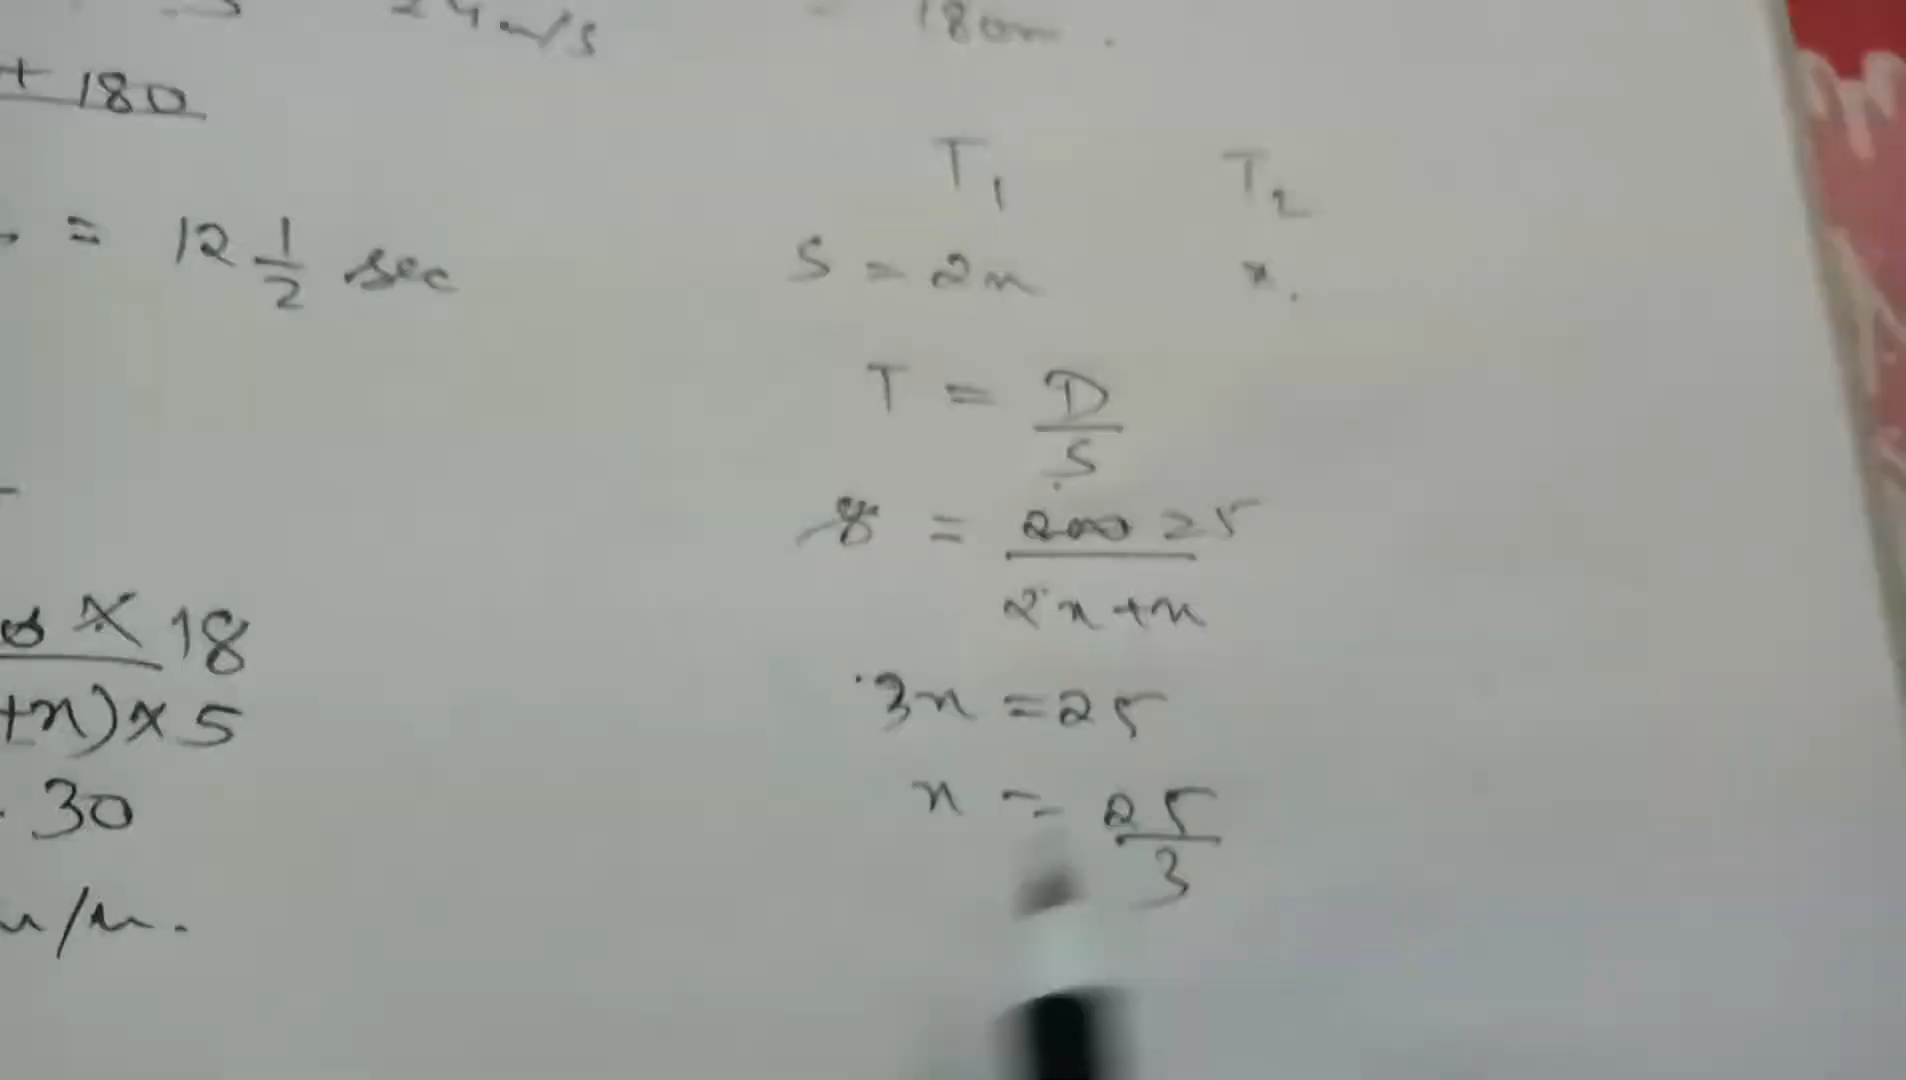 24 m/s
= 180m.
+ 180
= 12 1/2 sec
× 18
+x) × 5
30
T1 T2
S = 2x x.
T = D/S
8 = 200 25 / 2x+x
3x = 25
x = 25/3